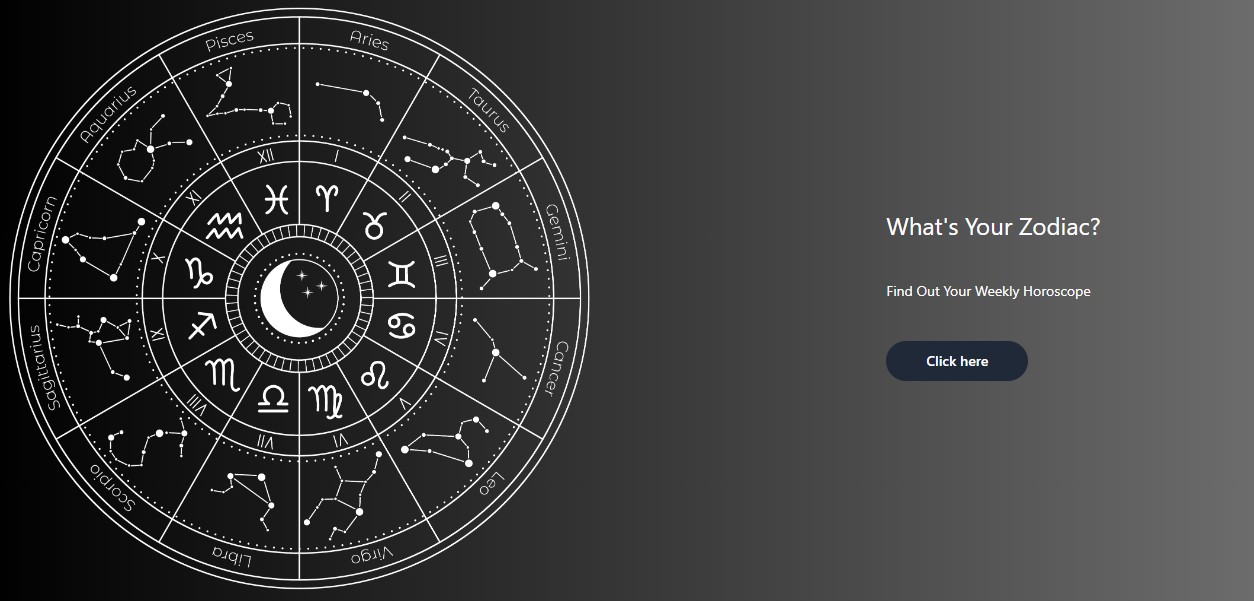 Pisces
Aries
Taurus
Gemini
Cancer
Leo
Virgo
Libra
Scorpio
Sagittarius
Capricorn
Aquarius
XII
I
II
III
IV
V
VI
VII
VIII
XI
X
XI
What's Your Zodiac?
Find Out Your Weekly Horoscope
Click here